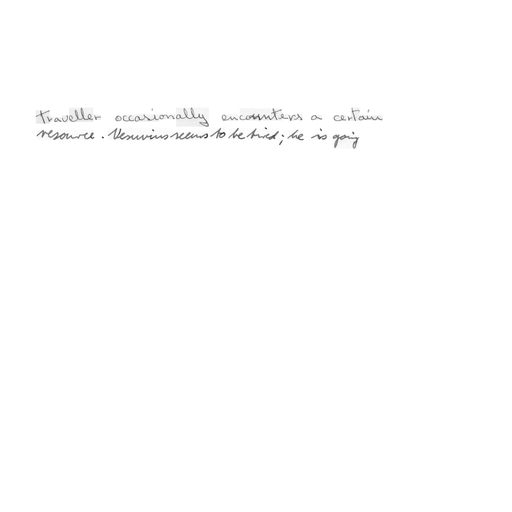 traveller occasionally encounters a certain
resource. Vesuvius seems to be tired; he is going